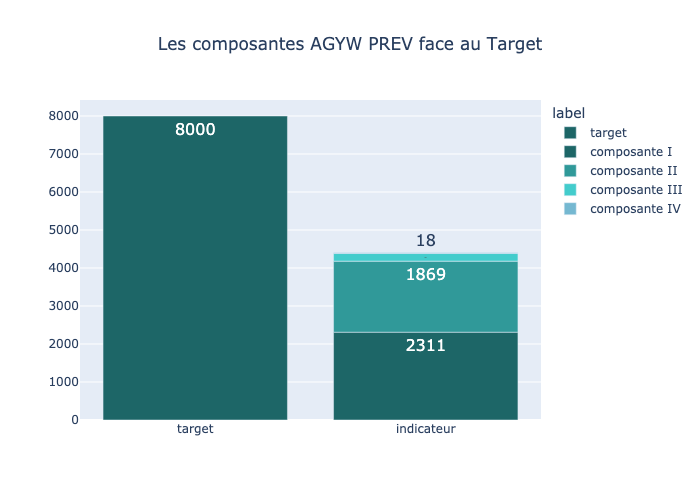 Les composantes AGYW PREV face au Target
label
target
composante I
composante II
composante III
composante IV
8000
7000
6000
5000
4000
3000
2000
1000
0
8000
18
1869
2311
target
indicateur